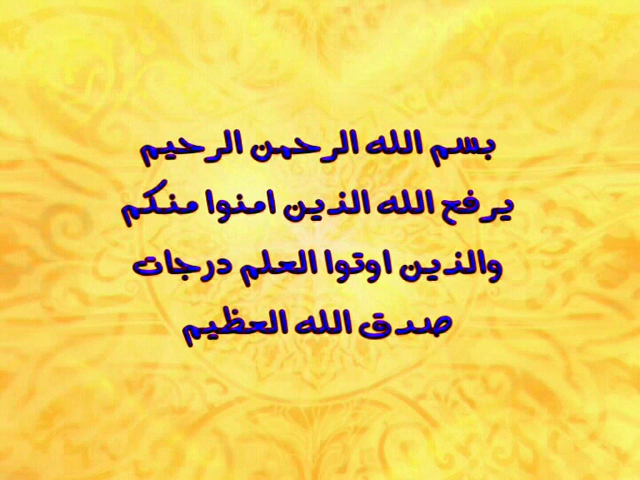 بسم الله الرحمن الرحيم
يرفع الله الذين امنوا منكم
والذين اوتوا العلم درجات
صدق الله العظيم